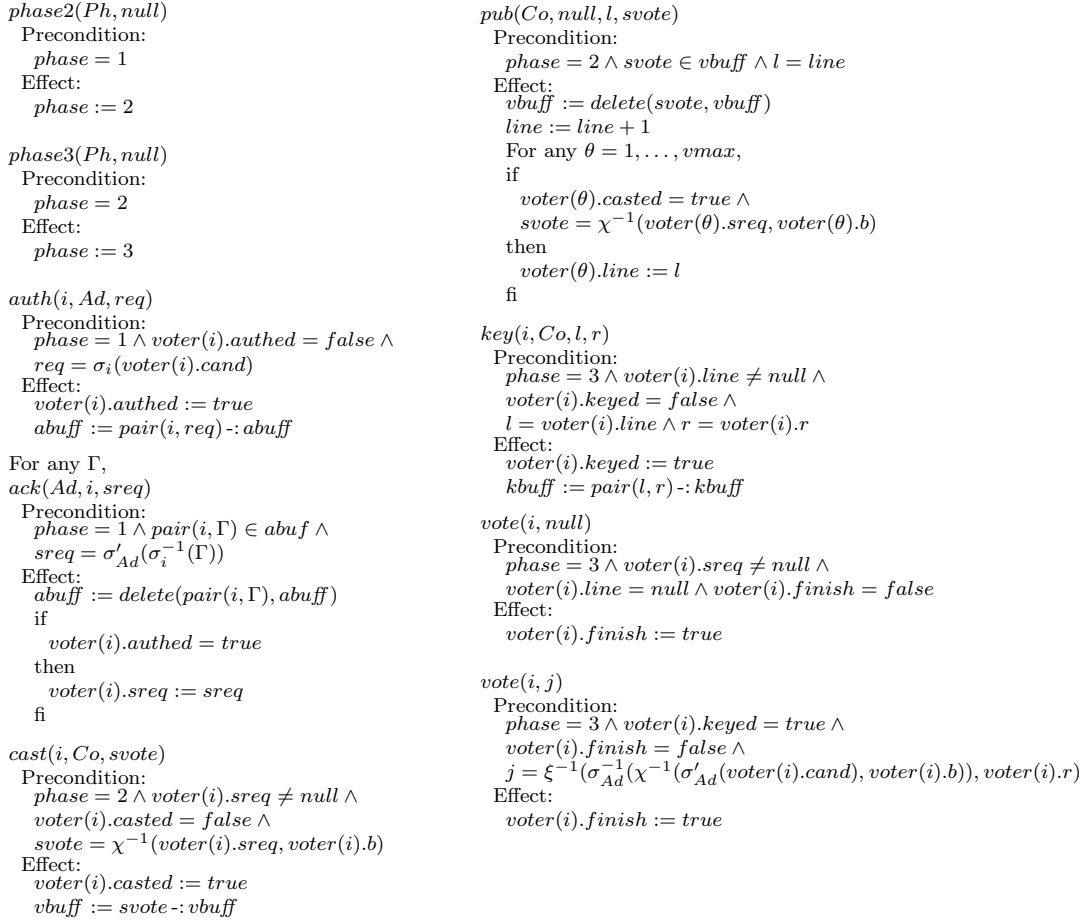 phase2(Ph, null)
Precondition:
phase = 1
Effect:
phase := 2
phase3(Ph, null)
Precondition:
phase = 2
Effect:
phase := 3
auth(i, Ad, req)
Precondition:
phase = 1 ∧ voter(i).authed = false ∧
req = σ_i(voter(i).cand)
Effect:
voter(i).authed := true
abuff := pair(i, req) -: abuff
For any Γ,
ack(Ad, i, sreq)
Precondition:
phase = 1 ∧ pair(i, Γ) ∈ abuf ∧
sreq = σ′_Ad(σ_i^−1(Γ))
Effect:
abuff := delete(pair(i, Γ), abuff)
if
voter(i).authed = true
then
voter(i).sreq := sreq
fi
cast(i, Co, svote)
Precondition:
phase = 2 ∧ voter(i).sreq ≠ null ∧
voter(i).casted = false ∧
svote = χ^−1(voter(i).sreq, voter(i).b)
Effect:
voter(i).casted := true
vbuff := svote -: vbuff
pub(Co, null, l, svote)
Precondition:
phase = 2 ∧ svote ∈ vbuff ∧ l = line
Effect:
vbuff := delete(svote, vbuff)
line := line + 1
For any θ = 1, . . . , vmax,
if
voter(θ).casted = true ∧
svote = χ^−1(voter(θ).sreq, voter(θ).b)
then
voter(θ).line := l
fi
key(i, Co, l, r)
Precondition:
phase = 3 ∧ voter(i).line ≠ null ∧
voter(i).keyed = false ∧
l = voter(i).line ∧ r = voter(i).r
Effect:
voter(i).keyed := true
kbuff := pair(l, r) -: kbuff
vote(i, null)
Precondition:
phase = 3 ∧ voter(i).sreq ≠ null ∧
voter(i).line = null ∧ voter(i).finish = false
Effect:
voter(i).finish := true
vote(i, j)
Precondition:
phase = 3 ∧ voter(i).keyed = true ∧
voter(i).finish = false ∧
j = ξ^−1(σ_Ad^−1(χ^−1(σ′_Ad(voter(i).cand), voter(i).b)), voter(i).r)
Effect:
voter(i).finish := true